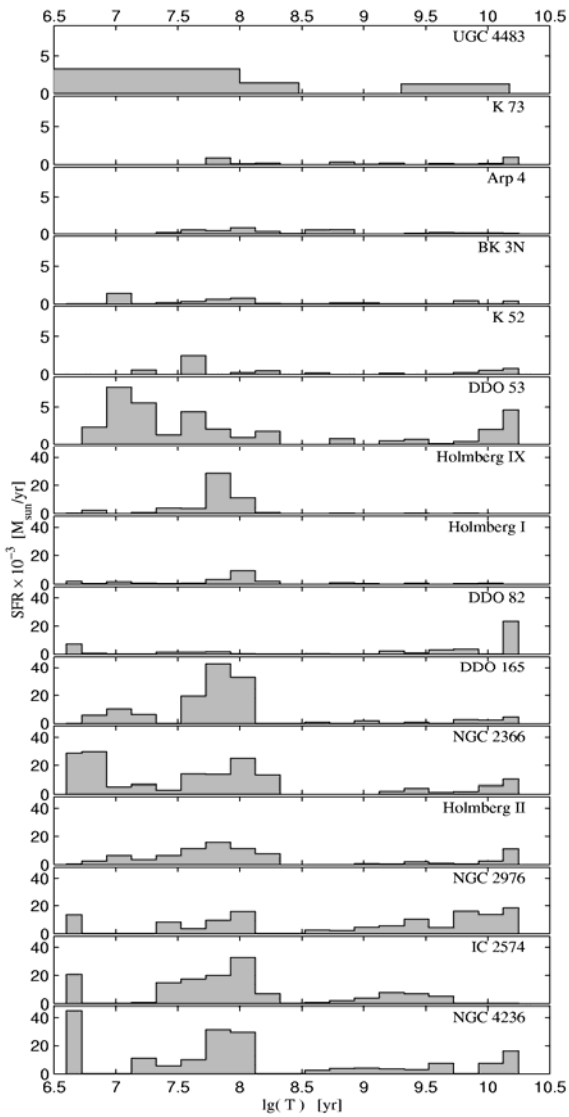 6.5 7 7.5 8 8.5 9 9.5 10 10.5
UGC 4483
5
0
K 73
5
0
Arp 4
5
0
BK 3N
5
0
K 52
5
0
DDO 53
5
0
Holmberg IX
40
20
0
Holmberg I
40
20
0
DDO 82
40
20
0
DDO 165
40
20
0
NGC 2366
40
20
0
Holmberg II
40
20
0
NGC 2976
40
20
0
IC 2574
40
20
0
NGC 4236
40
20
0
6.5 7 7.5 8 8.5 9 9.5 10 10.5
lg( T ) [yr]
SFR × 10⁻³ [M_sun/yr]